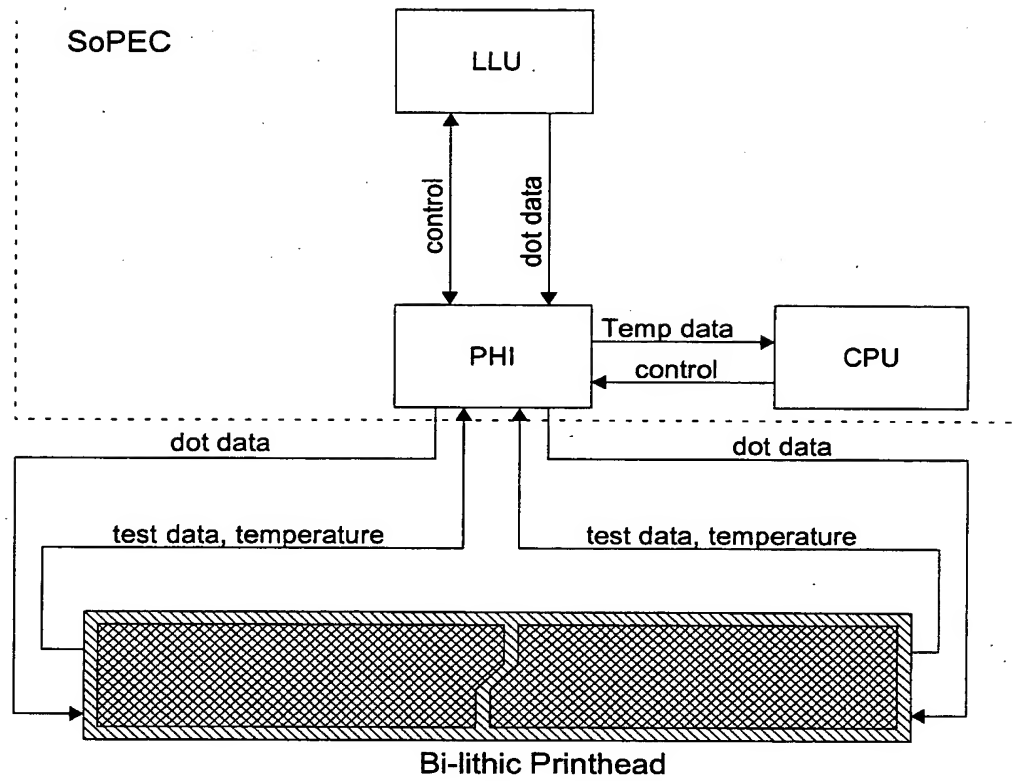 SoPEC
LLU
control
dot data
PHI
Temp data
control
CPU
dot data
dot data
test data, temperature
test data, temperature
Bi-lithic Printhead